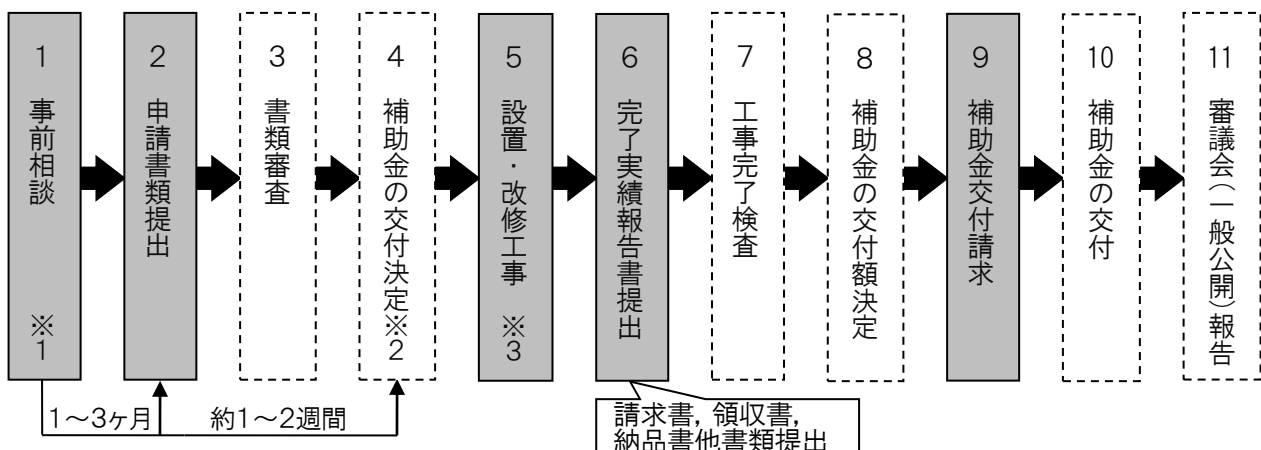 1 事前相談 ※1
2 申請書類提出
3 書類審査
4 補助金の交付決定※2
5 設置・改修工事 ※3
6 完了実績報告書提出
7 工事完了検査
8 補助金の交付額決定
9 補助金交付請求
10 補助金の交付
11 審議会(一般公開)報告
1～3ヶ月
約1～2週間
請求書, 領収書,
納品書他書類提出